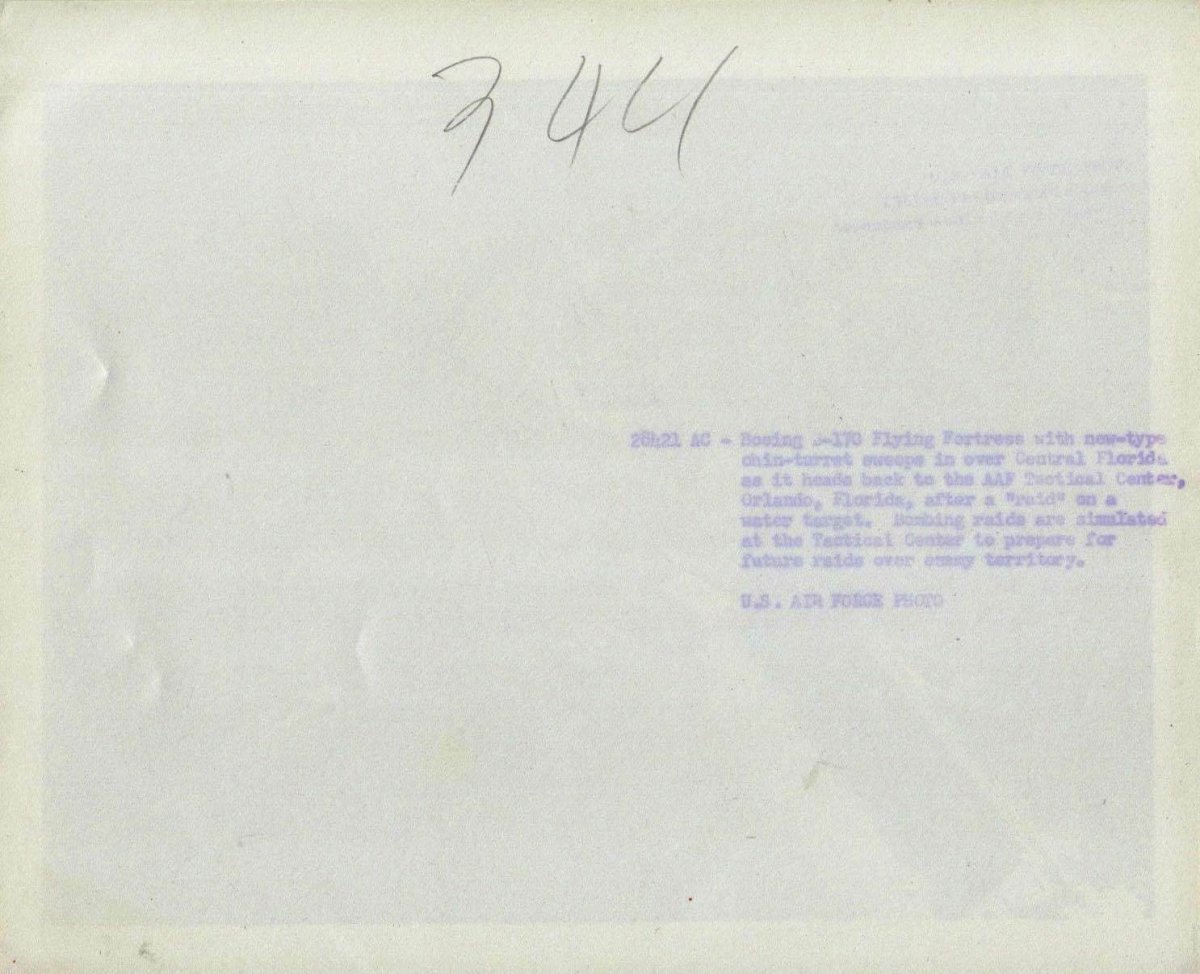 344
26421 AC - Boeing B-17G Flying Fortress with new-type
chin-turret sweeps in over Central Florida
as it heads back to the AAF Tactical Center,
Orlando, Florida, after a "raid" on a
water target. Bombing raids are simulated
at the Tactical Center to prepare for
future raids over enemy territory.
U.S. AIR FORCE PHOTO